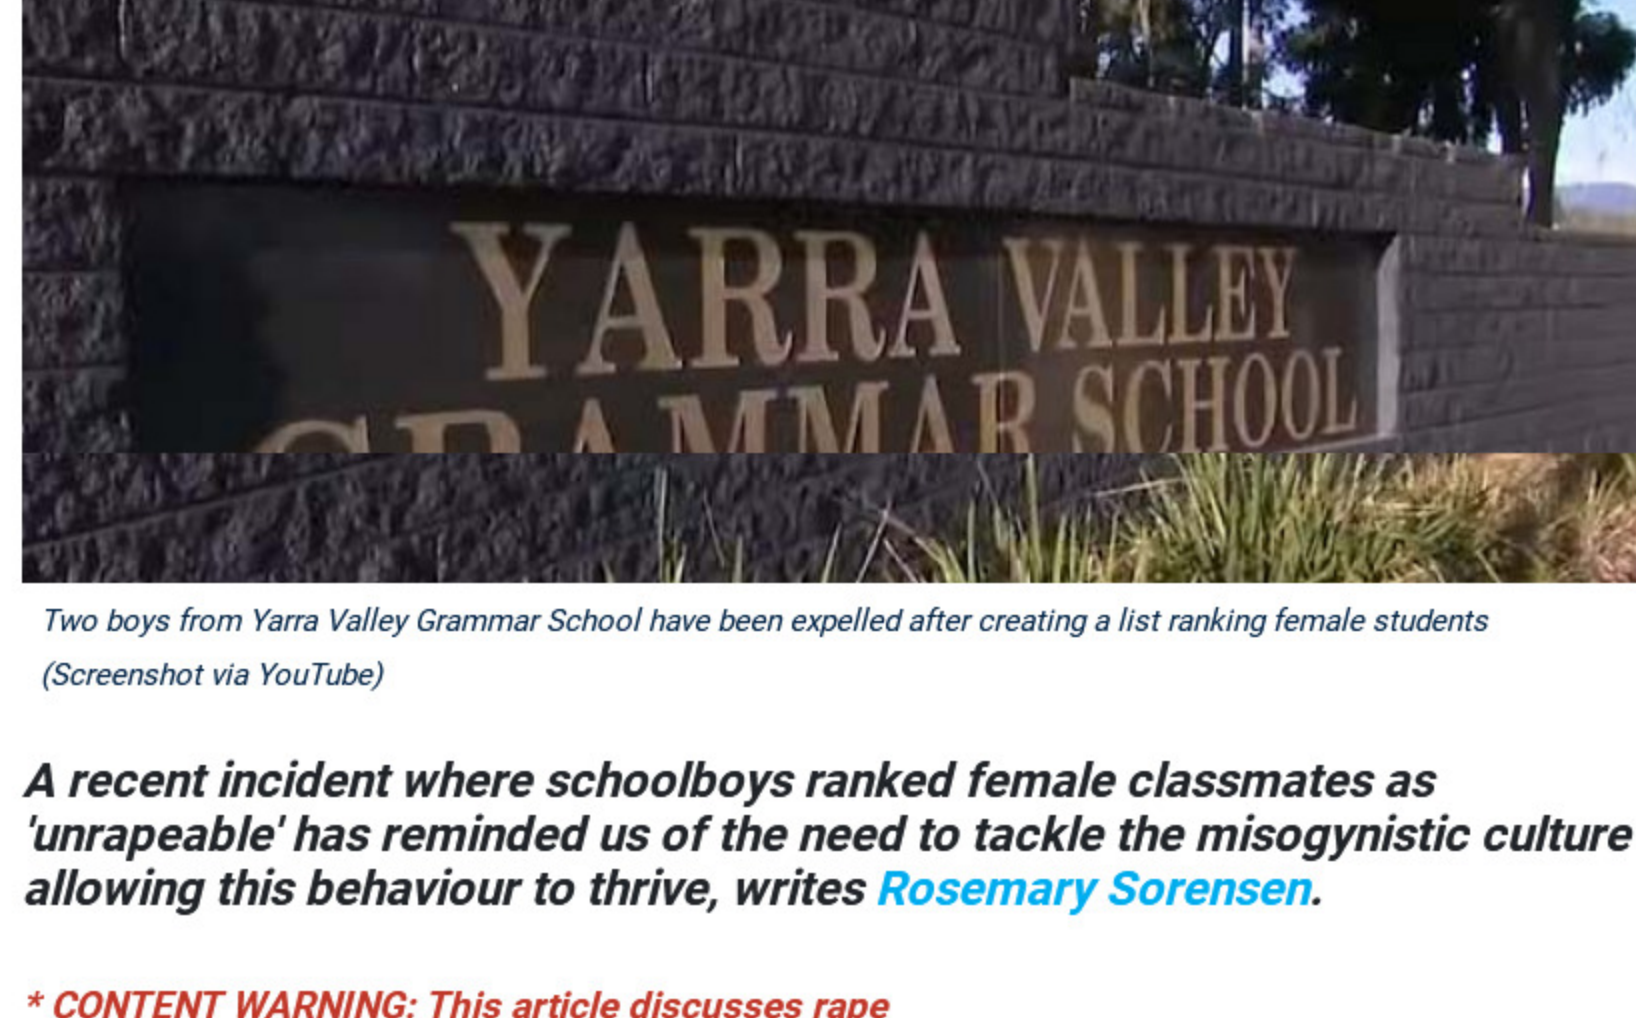 YARRA VALLEY
GRAMMAR SCHOOL
Two boys from Yarra Valley Grammar School have been expelled after creating a list ranking female students
(Screenshot via YouTube)
A recent incident where schoolboys ranked female classmates as
'unrapeable' has reminded us of the need to tackle the misogynistic culture
allowing this behaviour to thrive, writes Rosemary Sorensen.
* CONTENT WARNING: This article discusses rape